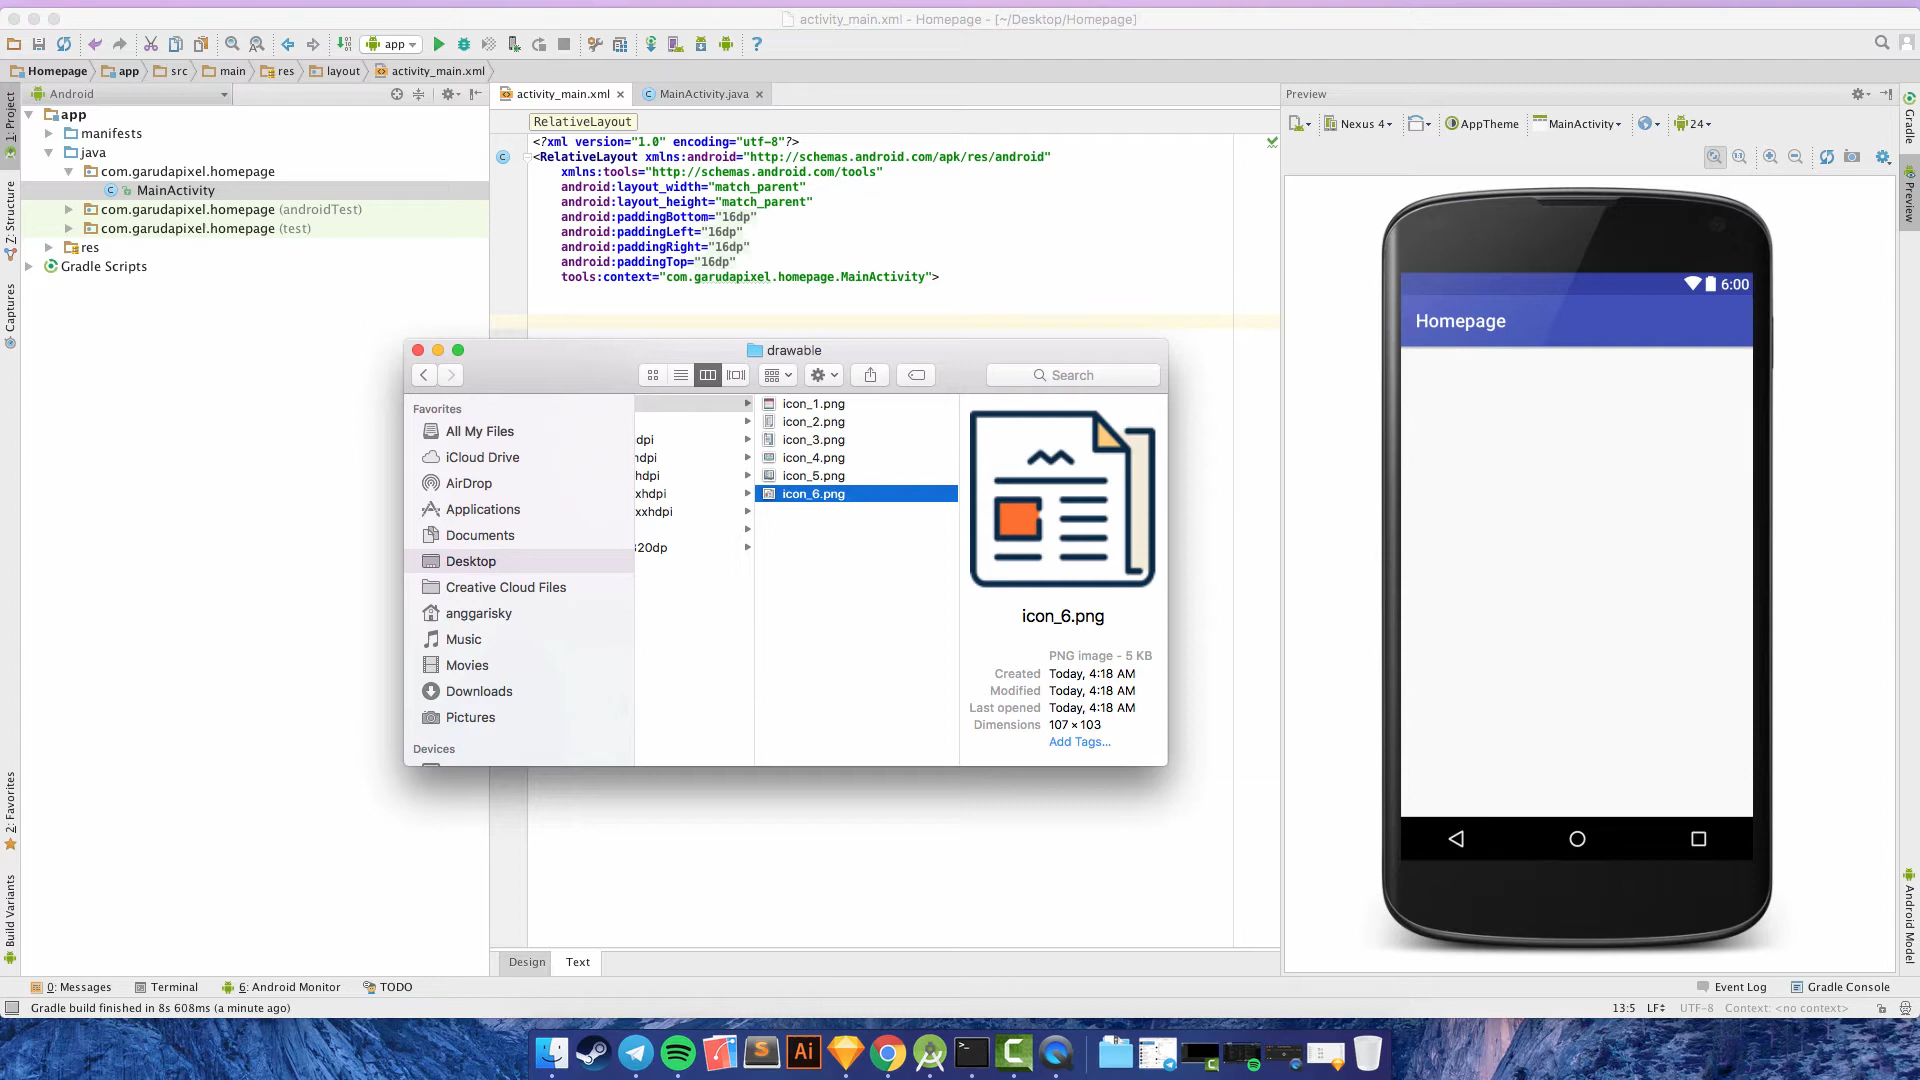 activity_main.xml - Homepage - [~/Desktop/Homepage]
app
Homepage app src main res layout activity_main.xml
Android
activity_main.xml MainActivity.java
Preview
1: Project
Z: Structure
Captures
2: Favorites
Build Variants
app
manifests
java
com.garudapixel.homepage
MainActivity
com.garudapixel.homepage (androidTest)
com.garudapixel.homepage (test)
res
Gradle Scripts
RelativeLayout
<?xml version="1.0" encoding="utf-8"?>
<RelativeLayout xmlns:android="http://schemas.android.com/apk/res/android"
xmlns:tools="http://schemas.android.com/tools"
android:layout_width="match_parent"
android:layout_height="match_parent"
android:paddingBottom="16dp"
android:paddingLeft="16dp"
android:paddingRight="16dp"
android:paddingTop="16dp"
tools:context="com.garudapixel.homepage.MainActivity">
Nexus 4 AppTheme MainActivity 24
6:00
Homepage
Gradle
Preview
Android Model
drawable
Search
Favorites
All My Files
iCloud Drive
AirDrop
Applications
Documents
Desktop
Creative Cloud Files
anggarisky
Music
Movies
Downloads
Pictures
Devices
dpi
hdpi
xhdpi
xxhdpi
icon_1.png
icon_2.png
icon_3.png
icon_4.png
icon_5.png
icon_6.png
icon_6.png
PNG image - 5 KB
Created Today, 4:18 AM
Modified Today, 4:18 AM
Last opened Today, 4:18 AM
Dimensions 107 × 103
Add Tags...
Design Text
0: Messages Terminal 6: Android Monitor TODO
Event Log Gradle Console
Gradle build finished in 8s 608ms (a minute ago)
13:5 LF UTF-8 Context: <no context>
Ai